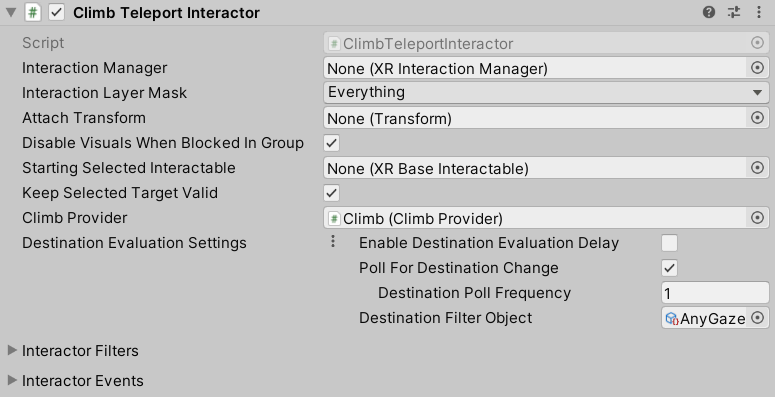 # Climb Teleport Interactor
Script # ClimbTeleportInteractor
Interaction Manager None (XR Interaction Manager)
Interaction Layer Mask Everything
Attach Transform None (Transform)
Disable Visuals When Blocked In Group
Starting Selected Interactable None (XR Base Interactable)
Keep Selected Target Valid
Climb Provider # Climb (Climb Provider)
Destination Evaluation Settings Enable Destination Evaluation Delay
Poll For Destination Change
Destination Poll Frequency 1
Destination Filter Object AnyGaze
Interactor Filters
Interactor Events